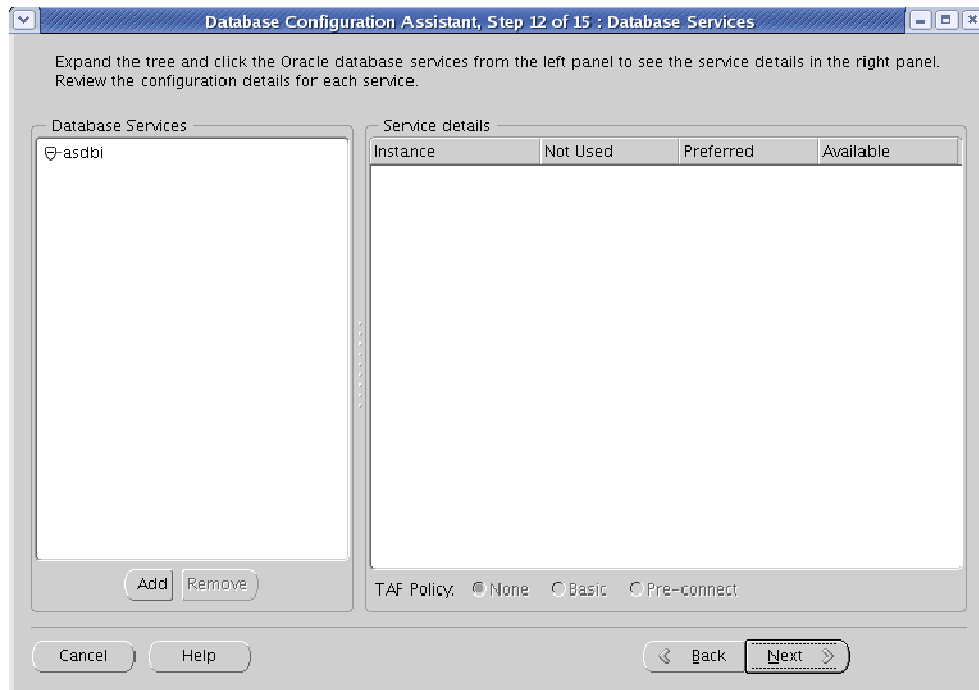 Database Configuration Assistant, Step 12 of 15 : Database Services
Expand the tree and click the Oracle database services from the left panel to see the service details in the right panel.
Review the configuration details for each service.
Database Services
asdbi
Add Remove
Service details
Instance Not Used Preferred Available
TAF Policy: None Basic Pre-connect
Cancel Help Back Next